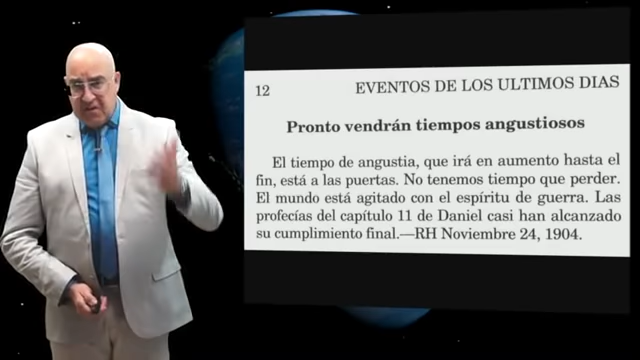 12 EVENTOS DE LOS ULTIMOS DIAS
Pronto vendrán tiempos angustiosos
El tiempo de angustia, que irá en aumento hasta el
fin, está a las puertas. No tenemos tiempo que perder.
El mundo está agitado con el espíritu de guerra. Las
profecías del capítulo 11 de Daniel casi han alcanzado
su cumplimiento final.—RH Noviembre 24, 1904.